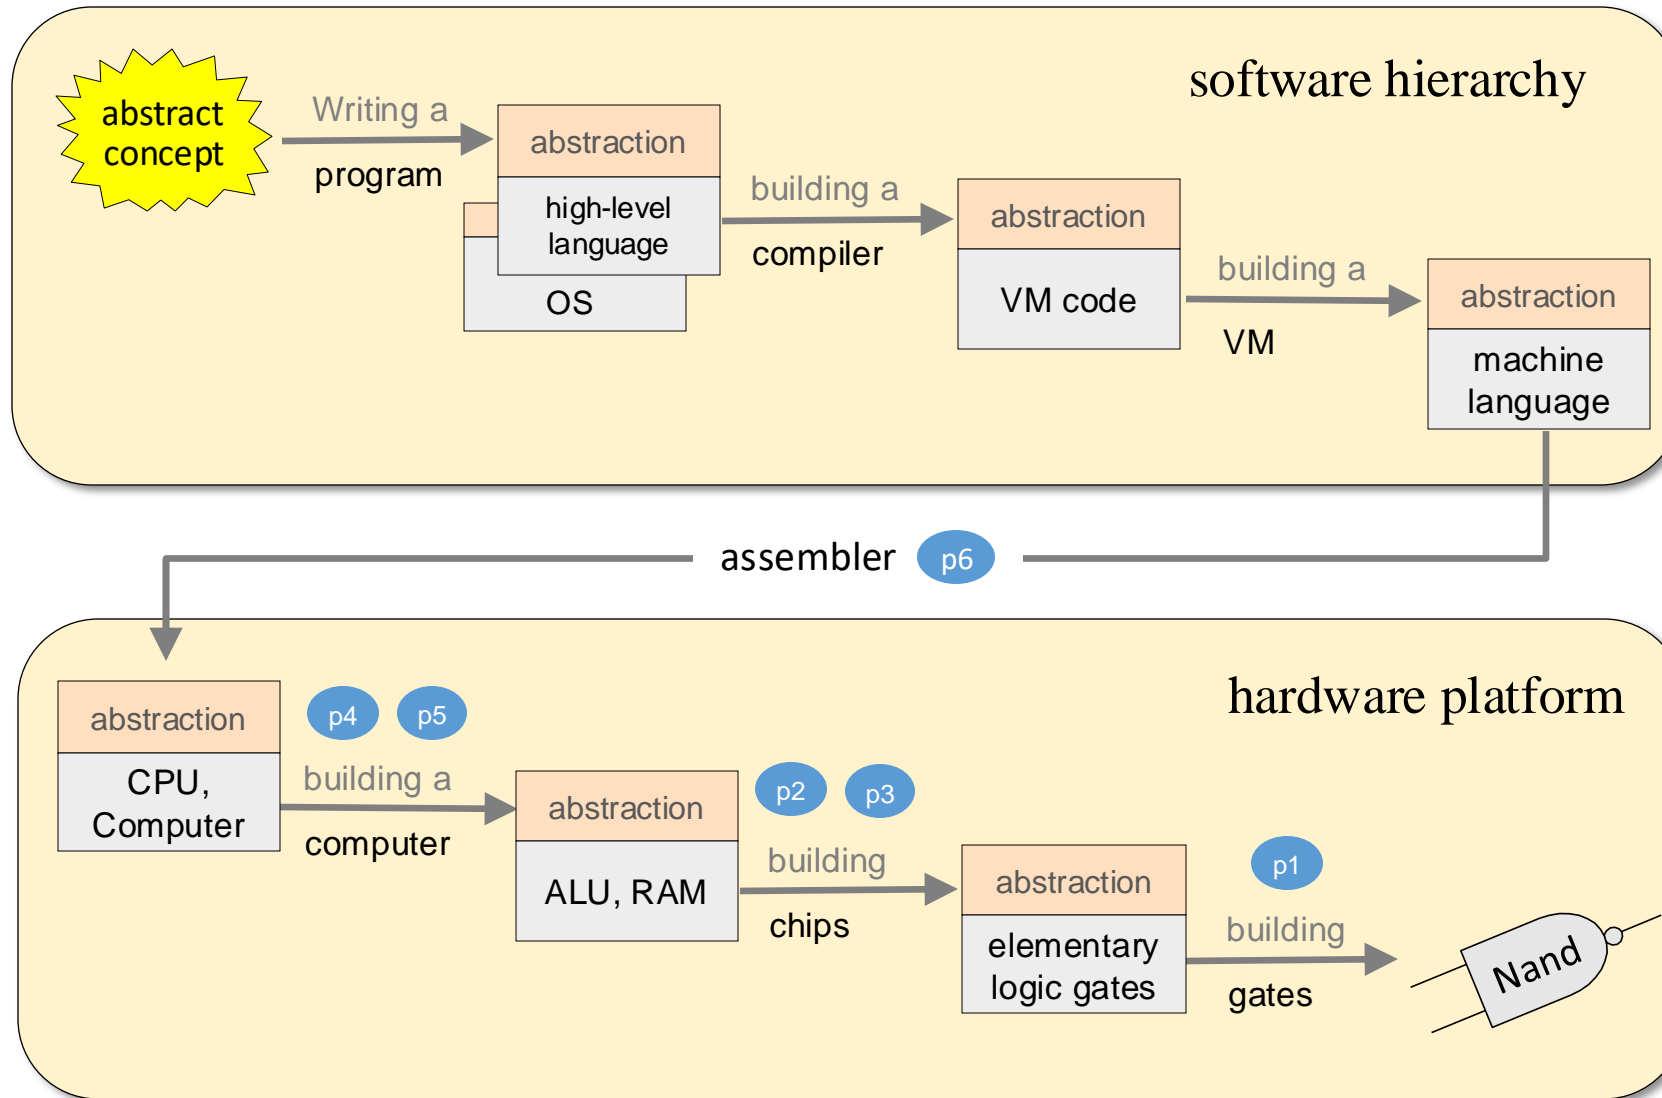 software hierarchy
abstract
concept
Writing a
program
abstraction
high-level
language
OS
building a
compiler
abstraction
VM code
building a
VM
abstraction
machine
language
assembler
p6
hardware platform
abstraction
CPU,
Computer
p4
p5
building a
computer
abstraction
ALU, RAM
p2
p3
building
chips
abstraction
elementary
logic gates
p1
building
gates
Nand